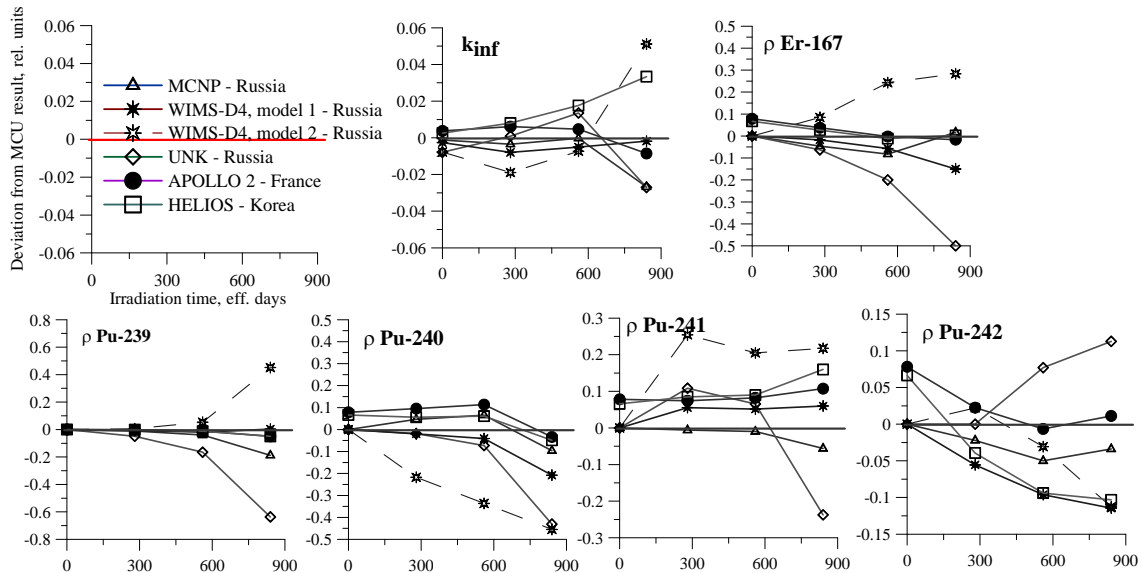 Deviation from MCU result, rel. units
0.06
0.04
0.02
0
-0.02
-0.04
-0.06
MCNP - Russia
WIMS-D4, model 1 - Russia
WIMS-D4, model 2 - Russia
UNK - Russia
APOLLO 2 - France
HELIOS - Korea
0 300 600 900
Irradiation time, eff. days
kinf
0.06
0.04
0.02
0
-0.02
-0.04
-0.06
0 300 600 900
ρ Er-167
0.5
0.4
0.3
0.2
0.1
0
-0.1
-0.2
-0.3
-0.4
-0.5
0 300 600 900
ρ Pu-239
0.8
0.6
0.4
0.2
0
-0.2
-0.4
-0.6
-0.8
0 300 600 900
ρ Pu-240
0.5
0.4
0.3
0.2
0.1
0
-0.1
-0.2
-0.3
-0.4
-0.5
0 300 600 900
ρ Pu-241
0.3
0.2
0.1
0
-0.1
-0.2
-0.3
0 300 600 900
ρ Pu-242
0.15
0.1
0.05
0
-0.05
-0.1
-0.15
0 300 600 900